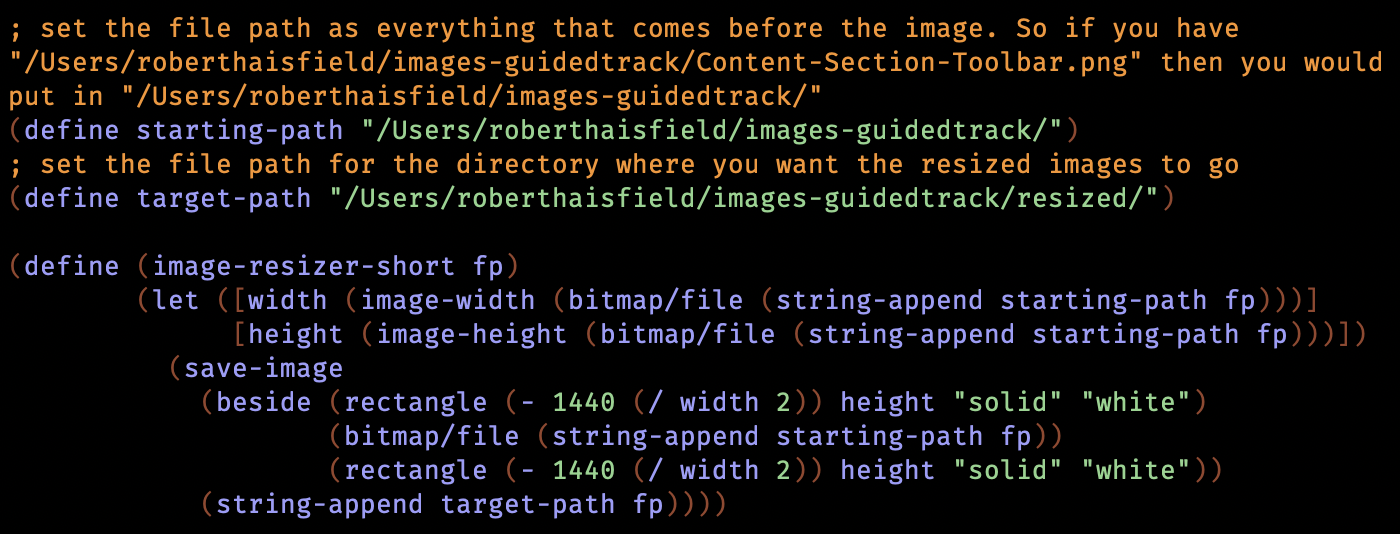 ; set the file path as everything that comes before the image. So if you have
"/Users/roberthaisfield/images-guidedtrack/Content-Section-Toolbar.png" then you would
put in "/Users/roberthaisfield/images-guidedtrack/"
(define starting-path "/Users/roberthaisfield/images-guidedtrack/")
; set the file path for the directory where you want the resized images to go
(define target-path "/Users/roberthaisfield/images-guidedtrack/resized/")

(define (image-resizer-short fp)
        (let ([width (image-width (bitmap/file (string-append starting-path fp)))]
              [height (image-height (bitmap/file (string-append starting-path fp)))])
          (save-image
            (beside (rectangle (- 1440 (/ width 2)) height "solid" "white")
                    (bitmap/file (string-append starting-path fp))
                    (rectangle (- 1440 (/ width 2)) height "solid" "white"))
            (string-append target-path fp))))